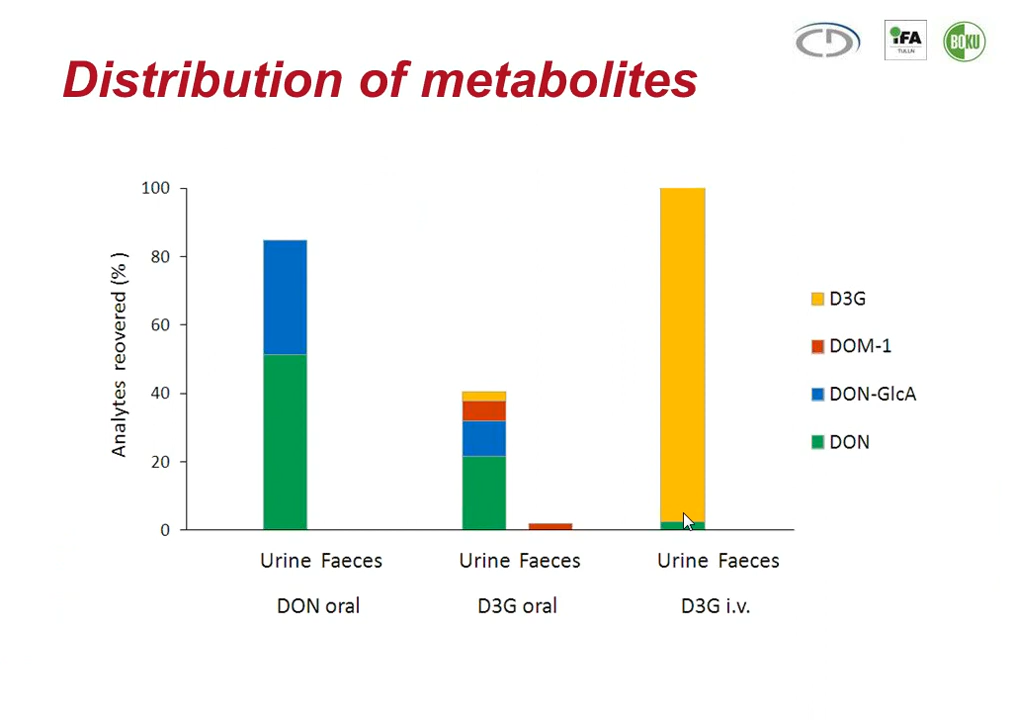 iFA
TULLN
BOKU
Distribution of metabolites
Analytes reovered (%)
100
80
60
40
20
0
D3G
DOM-1
DON-GlcA
DON
Urine Faeces Urine Faeces Urine Faeces
DON oral D3G oral D3G i.v.